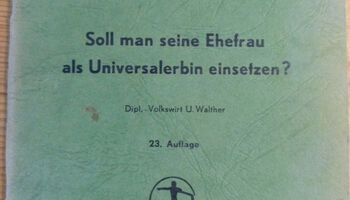 Soll man seine Ehefrau
als Universalerbin einsetzen?
Dipl.-Volkswirt U. Walther
23. Auflage